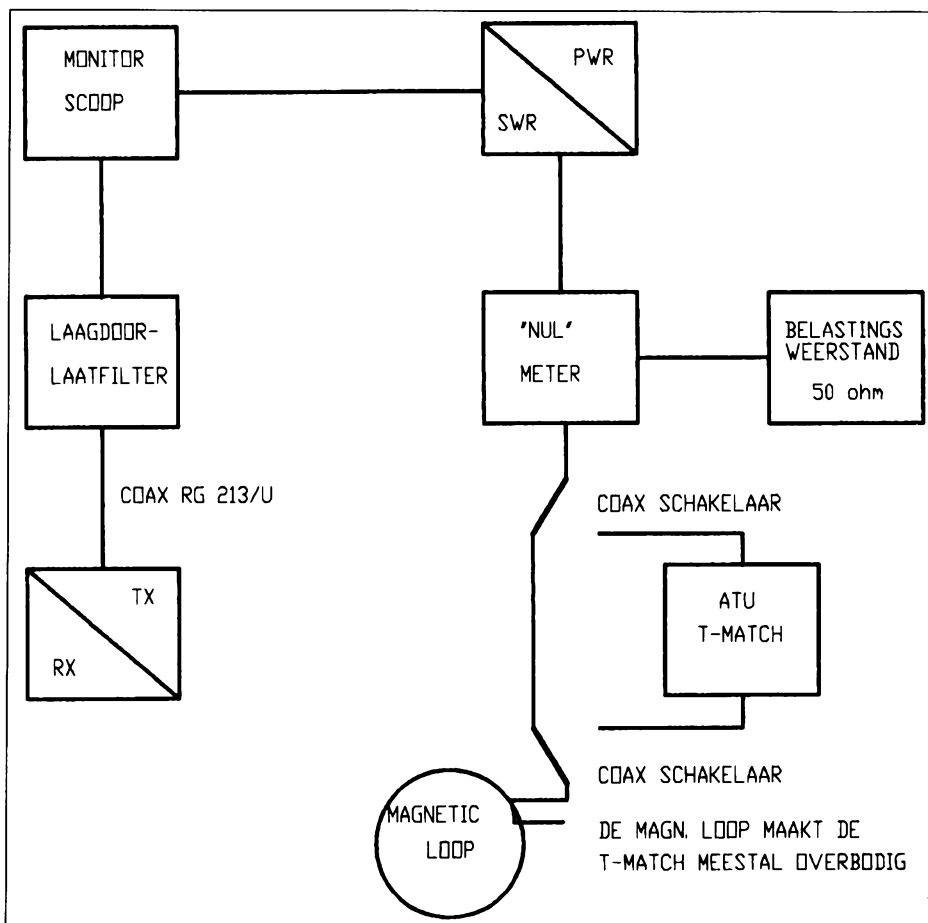 MONITOR
SCOOP
PWR
SWR
LAAGDOOR-
LAATFILTER
'NUL'
METER
BELASTINGS
WEERSTAND
50 ohm
COAX RG 213/U
COAX SCHAKELAAR
TX
RX
ATU
T-MATCH
COAX SCHAKELAAR
MAGNETIC
LOOP
DE MAGN. LOOP MAAKT DE
T-MATCH MEESTAL OVERBODIG